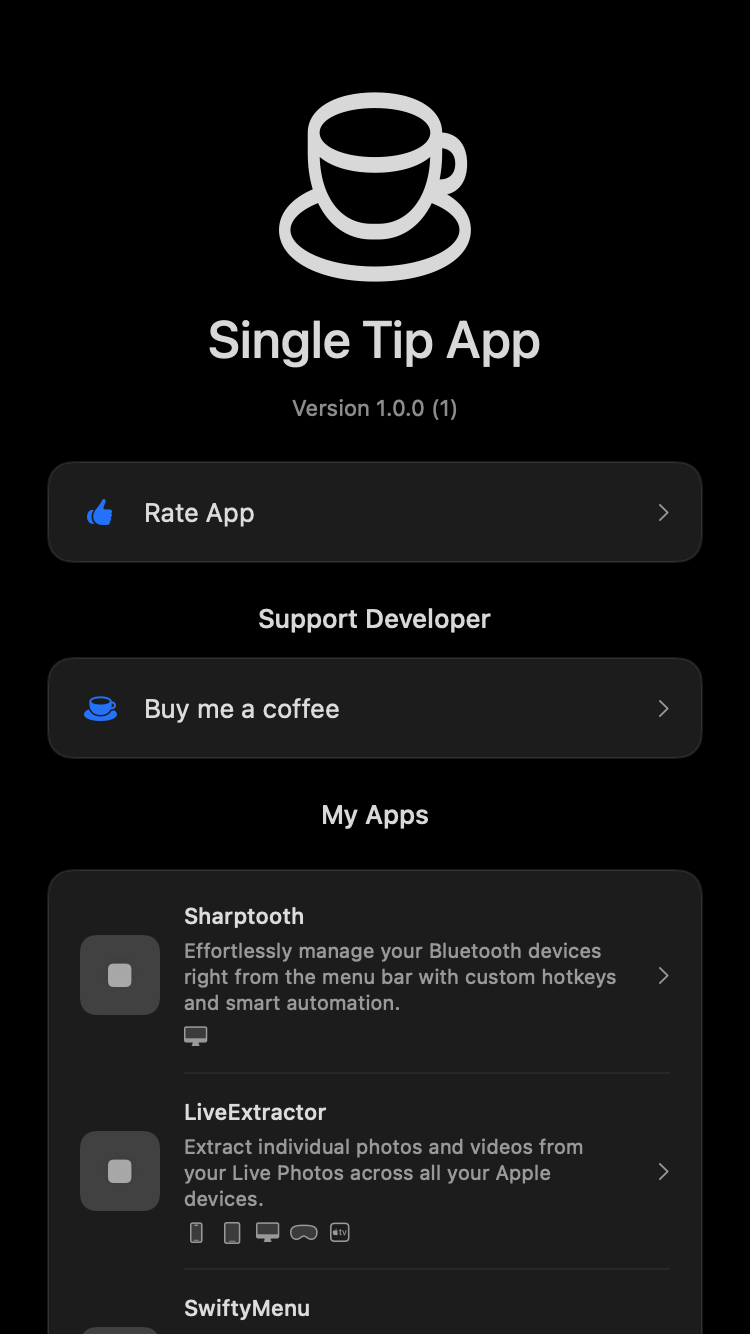 Single Tip App
Version 1.0.0 (1)
Rate App
Support Developer
Buy me a coffee
My Apps
Sharptooth
Effortlessly manage your Bluetooth devices
right from the menu bar with custom hotkeys
and smart automation.
LiveExtractor
Extract individual photos and videos from
your Live Photos across all your Apple
devices.
tv
SwiftyMenu